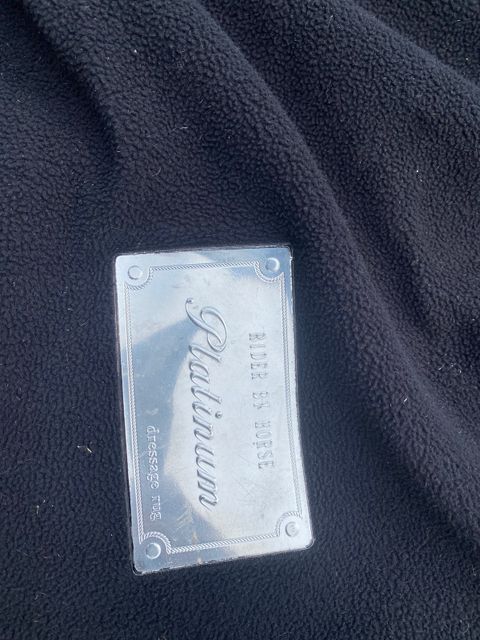 RIDER BY HORSE
Platinum
dressage rug